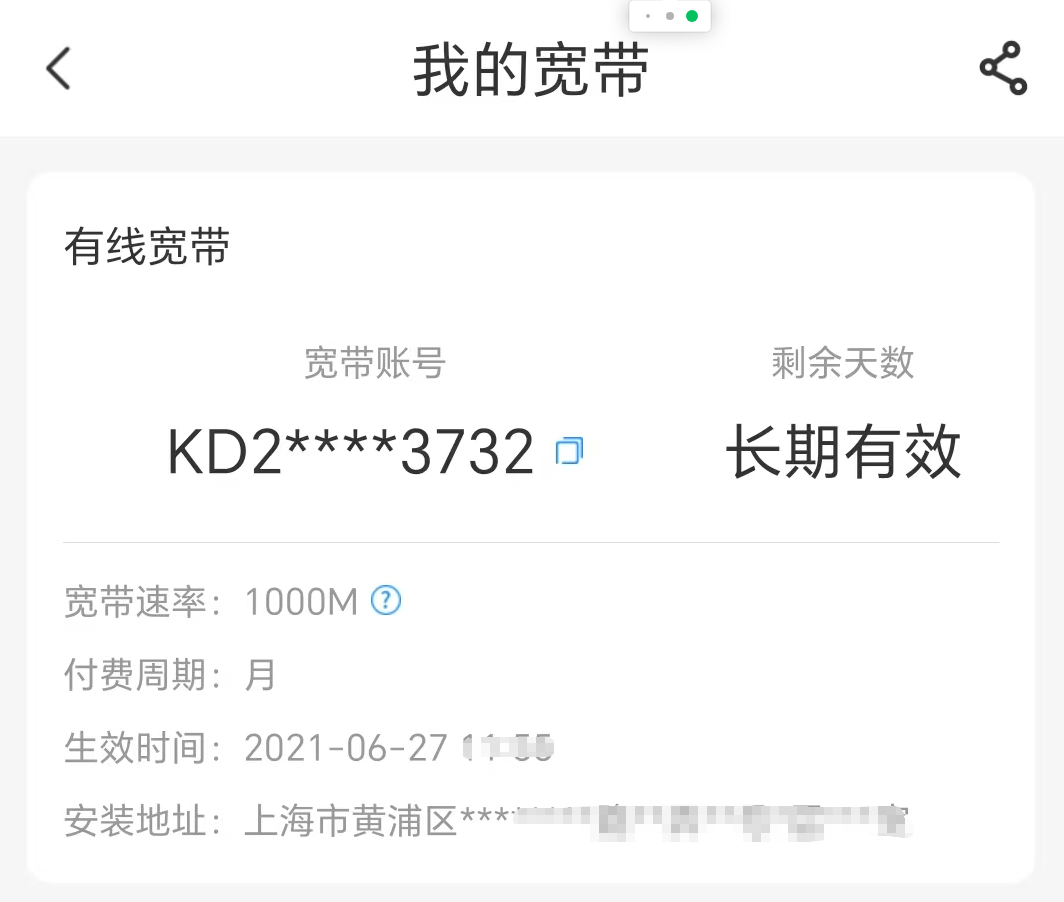 我的宽带
有线宽带
宽带账号
剩余天数
KD2****3732
长期有效
宽带速率：1000M ?
付费周期：月
生效时间：2021-06-27
安装地址：上海市黄浦区****